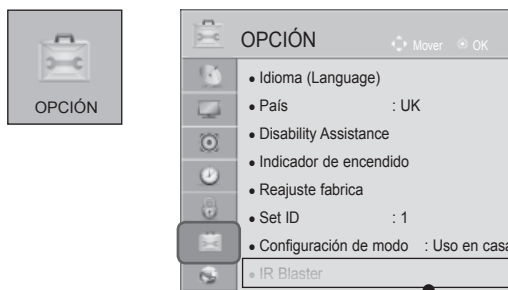 OPCIÓN
OPCIÓN Mover OK
• Idioma (Language)
• País : UK
• Disability Assistance
• Indicador de encendido
• Reajuste fabrica
• Set ID : 1
• Configuración de modo : Uso en casa
• IR Blaster